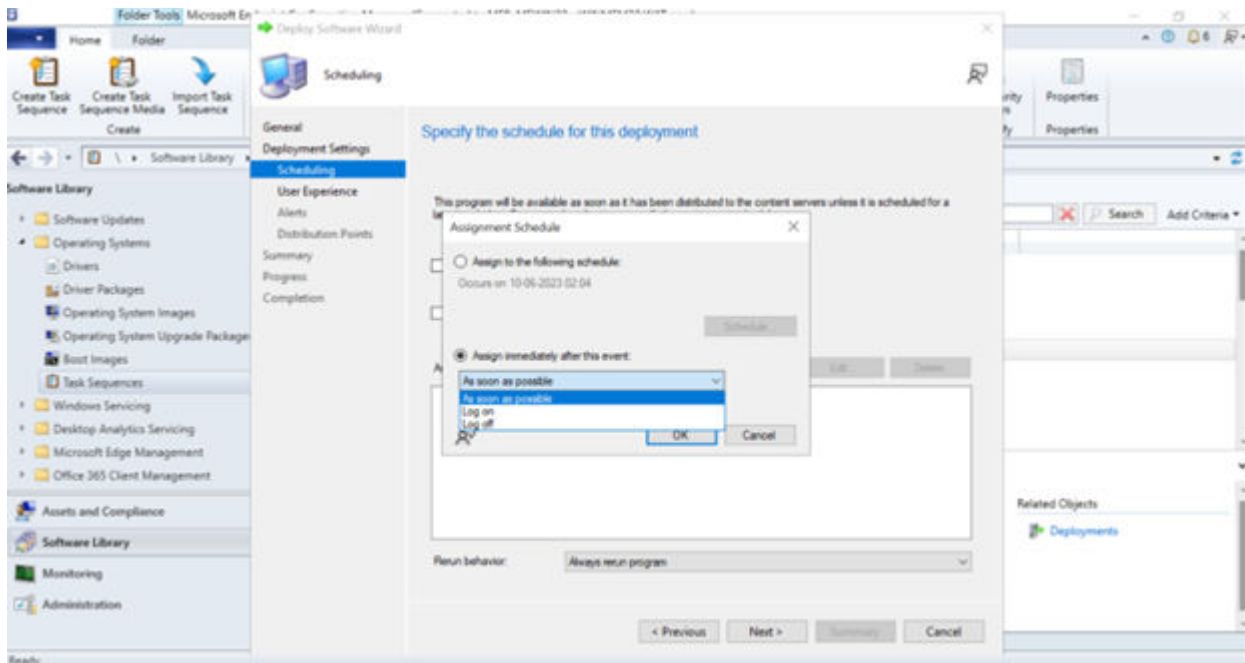 Folder Tools Microsoft En
Home Folder
Create Task Sequence
Create Task Sequence Media
Import Task Sequence
Create
Properties
Properties
Software Library
Search Add Criteria
Software Library
Software Updates
Operating Systems
Drivers
Driver Packages
Operating System Images
Operating System Upgrade Package
Boot Images
Task Sequences
Windows Servicing
Desktop Analytics Servicing
Microsoft Edge Management
Office 365 Client Management
Assets and Compliance
Software Library
Monitoring
Administration
Ready
Deploy Software Wizard
Scheduling
General
Deployment Settings
Scheduling
User Experience
Alerts
Distribution Points
Summary
Progress
Completion
Specify the schedule for this deployment
This program will be available as soon as it has been distributed to the content servers unless it is scheduled for a
Assignment Schedule
Assign to the following schedule:
Occurs on 10-06-2023 02:04
Schedule...
Assign immediately after this event:
As soon as possible
As soon as possible
Log on
Log off
OK Cancel
Edit... Delete
Rerun behavior: Always rerun program
< Previous Next > Summary Cancel
Related Objects
Deployments